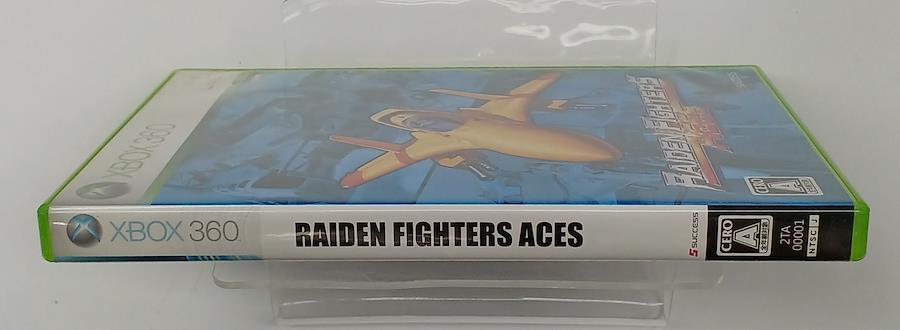 XBOX 360
RAIDEN FIGHTERS
ACES
CERO
A
XBOX 360
RAIDEN FIGHTERS ACES
SUCCESS
CERO
A
全年齢対象
2TA
00001
NTSC J